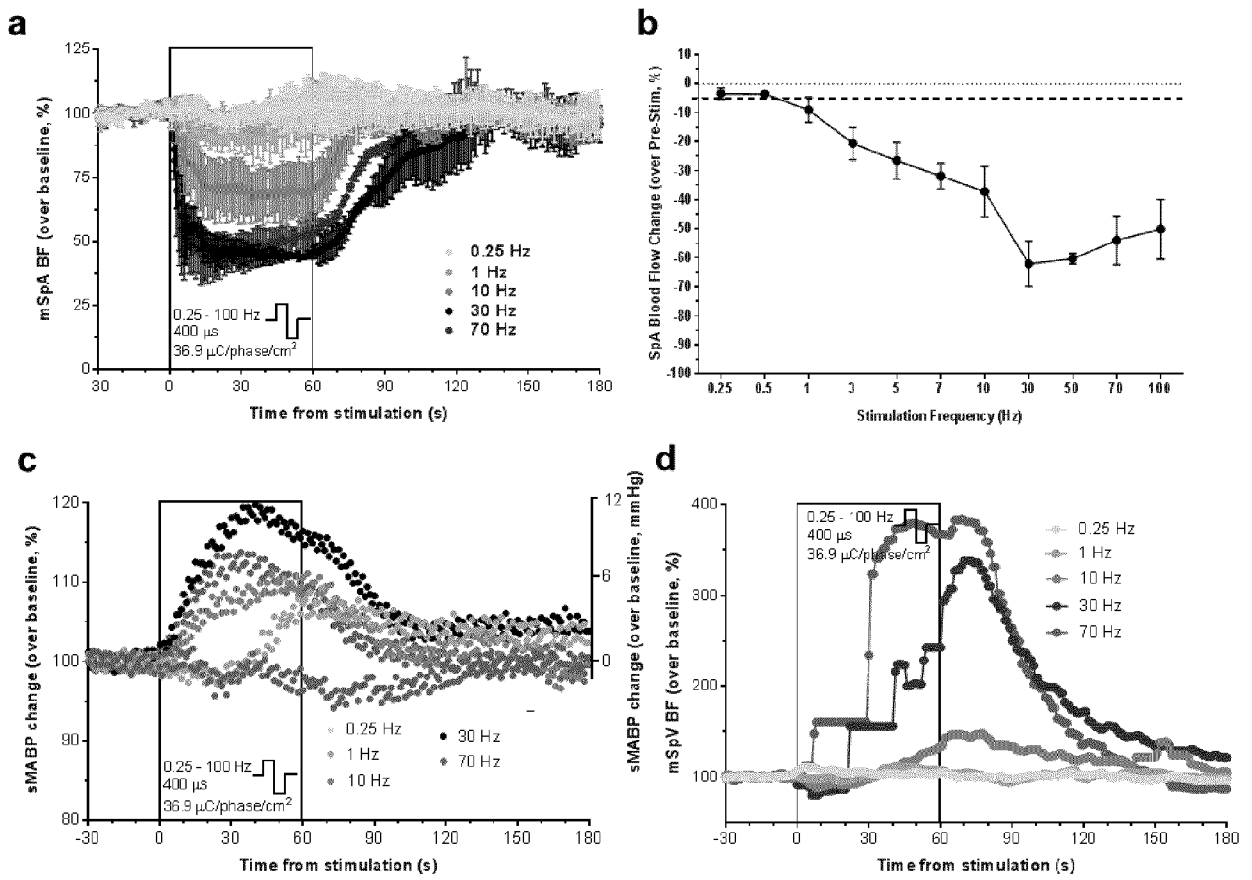 a
125
100
75
50
25
0
mSpA BF (over baseline, %)
0.25 Hz
1 Hz
10 Hz
30 Hz
70 Hz
0.25 - 100 Hz
400 µs
36.9 µC/phase/cm2
30 0 30 60 90 120 150 180
Time from stimulation (s)
b
10
0
-10
-20
-30
-40
-50
-60
-70
-80
-90
-100
SpA Blood Flow Change (over Pre-Stim, %)
0.25 0.5 1 3 5 7 10 30 50 70 100
Stimulation Frequency (Hz)
c
120
110
100
90
80
sMABP change (over baseline, %)
12
6
0
sMABP change (over baseline, mmHg)
0.25 Hz
1 Hz
10 Hz
30 Hz
70 Hz
0.25 - 100 Hz
400 µs
36.9 µC/phase/cm2
-30 0 30 60 90 120 150 180
Time from stimulation (s)
d
400
300
200
100
mSpV BF (over baseline, %)
0.25 - 100 Hz
400 µs
36.9 µC/phase/cm2
0.25 Hz
1 Hz
10 Hz
30 Hz
70 Hz
-30 0 30 60 90 120 150 180
Time from stimulation (s)